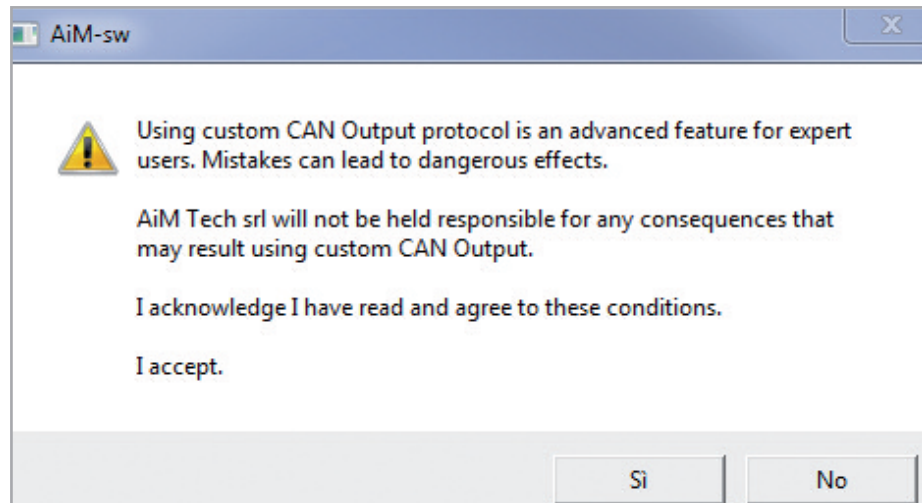 AiM-sw
Using custom CAN Output protocol is an advanced feature for expert
users. Mistakes can lead to dangerous effects.
AiM Tech srl will not be held responsible for any consequences that
may result using custom CAN Output.
I acknowledge I have read and agree to these conditions.
I accept.
Sì
No